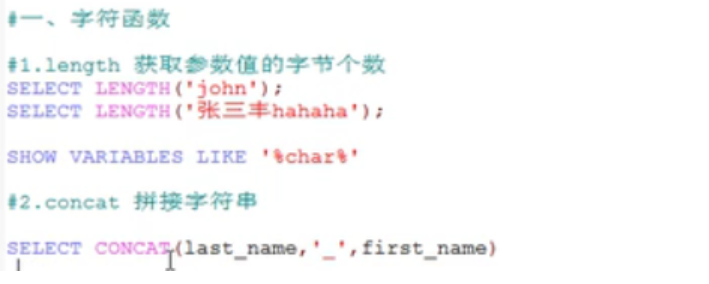 #一、字符函数
#1.length 获取参数值的字节个数
SELECT LENGTH('john');
SELECT LENGTH('张三丰hahaha');
SHOW VARIABLES LIKE '%char%'
#2.concat 拼接字符串
SELECT CONCAT(last_name,'_',first_name)